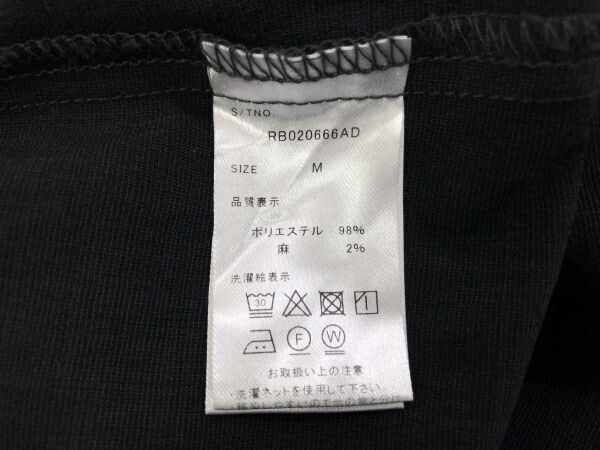 S/TNO
RB020666AD
SIZE M
品質表示
ポリエステル 98%
麻 2%
洗濯絵表示
30
F W
お取扱い上の注意
洗濯ネットを使用して下さい。